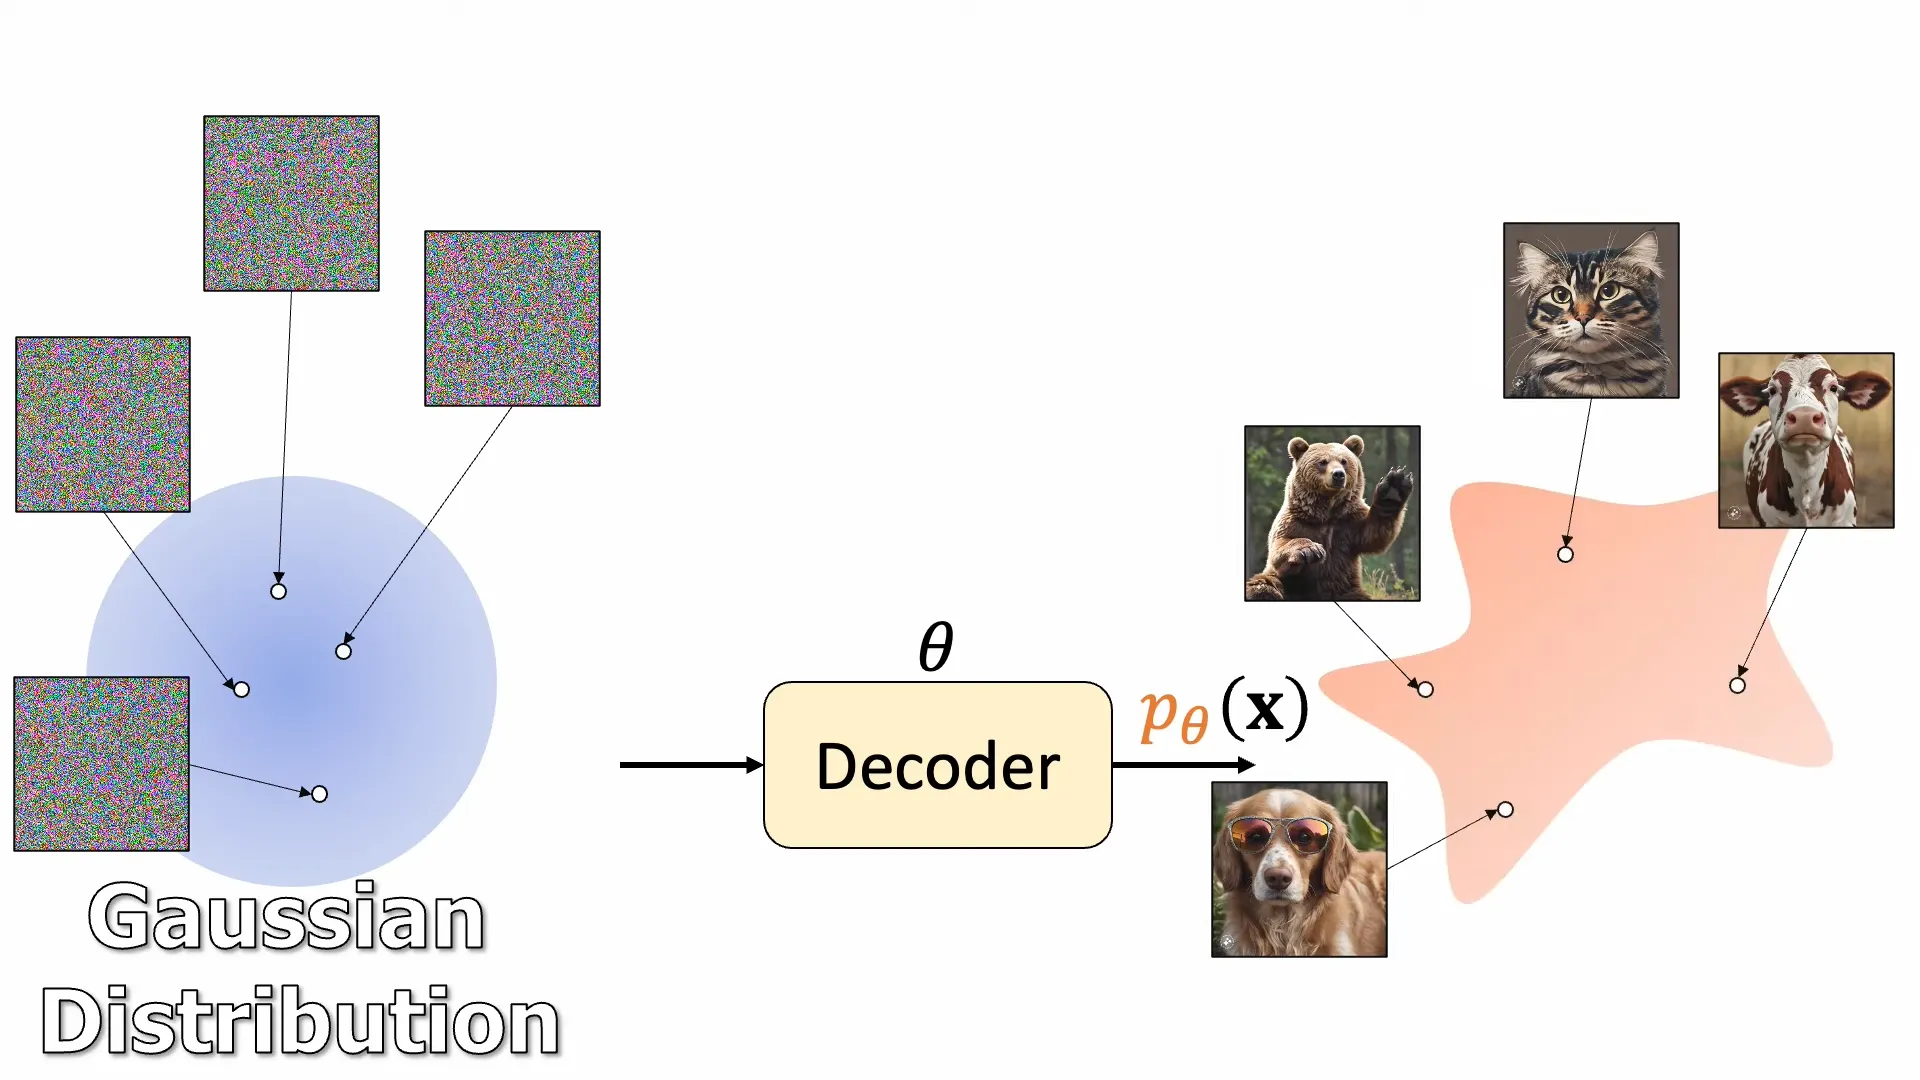 θ
Decoder
pθ(x)
Gaussian
Distribution